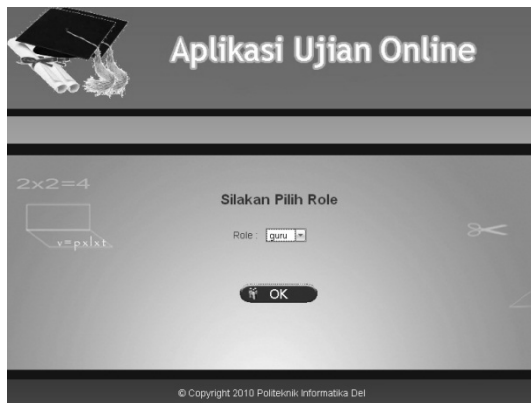 Aplikasi Ujian Online
2x2=4
v=pxlxt
Silakan Pilih Role
Role : guru
OK
© Copyright 2010 Politeknik Informatika Del